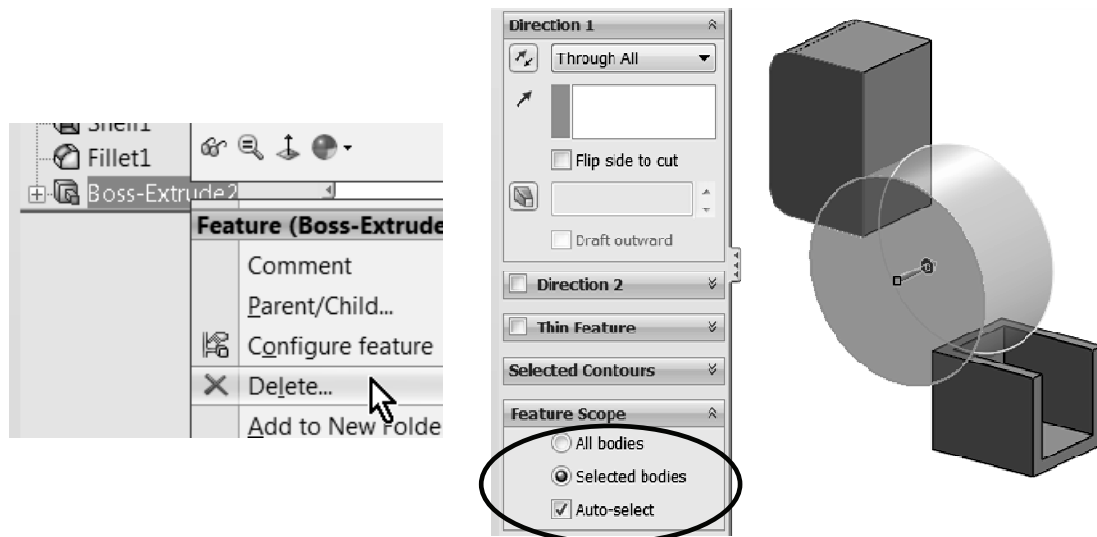 Shell1
Fillet1
Boss-Extrude2
Feature (Boss-Extrude
Comment
Parent/Child...
Configure feature
Delete...
Add to New Folde
Direction 1
Through All
Flip side to cut
Draft outward
Direction 2
Thin Feature
Selected Contours
Feature Scope
All bodies
Selected bodies
Auto-select